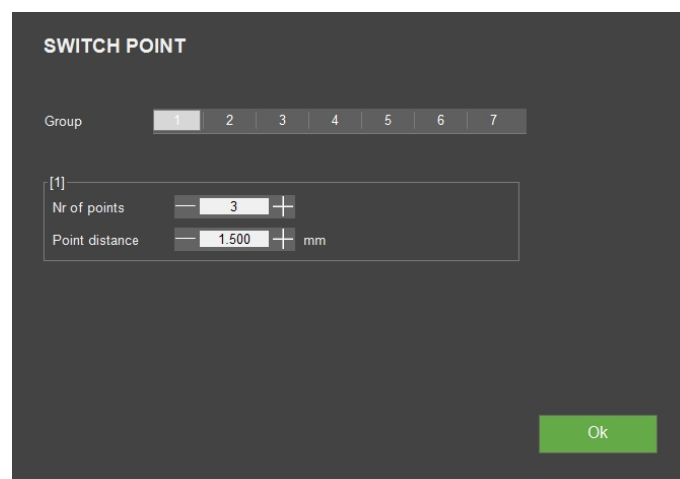 SWITCH POINT
Group 1 2 3 4 5 6 7
[1]
Nr of points 3
Point distance 1.500 mm
Ok